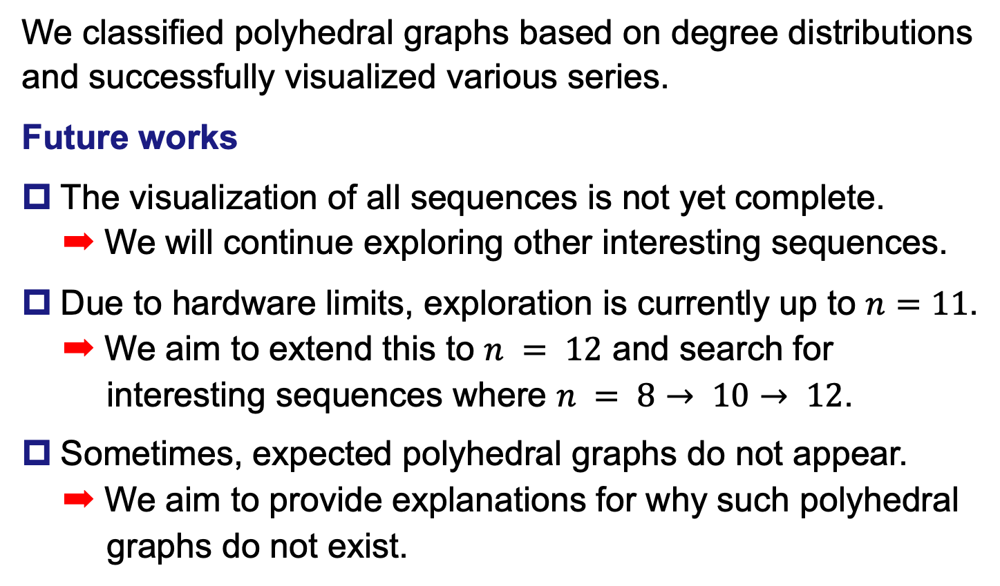 We classified polyhedral graphs based on degree distributions
and successfully visualized various series.
Future works
The visualization of all sequences is not yet complete.
➡ We will continue exploring other interesting sequences.
Due to hardware limits, exploration is currently up to n = 11.
➡ We aim to extend this to n = 12 and search for
interesting sequences where n = 8 → 10 → 12.
Sometimes, expected polyhedral graphs do not appear.
➡ We aim to provide explanations for why such polyhedral
graphs do not exist.